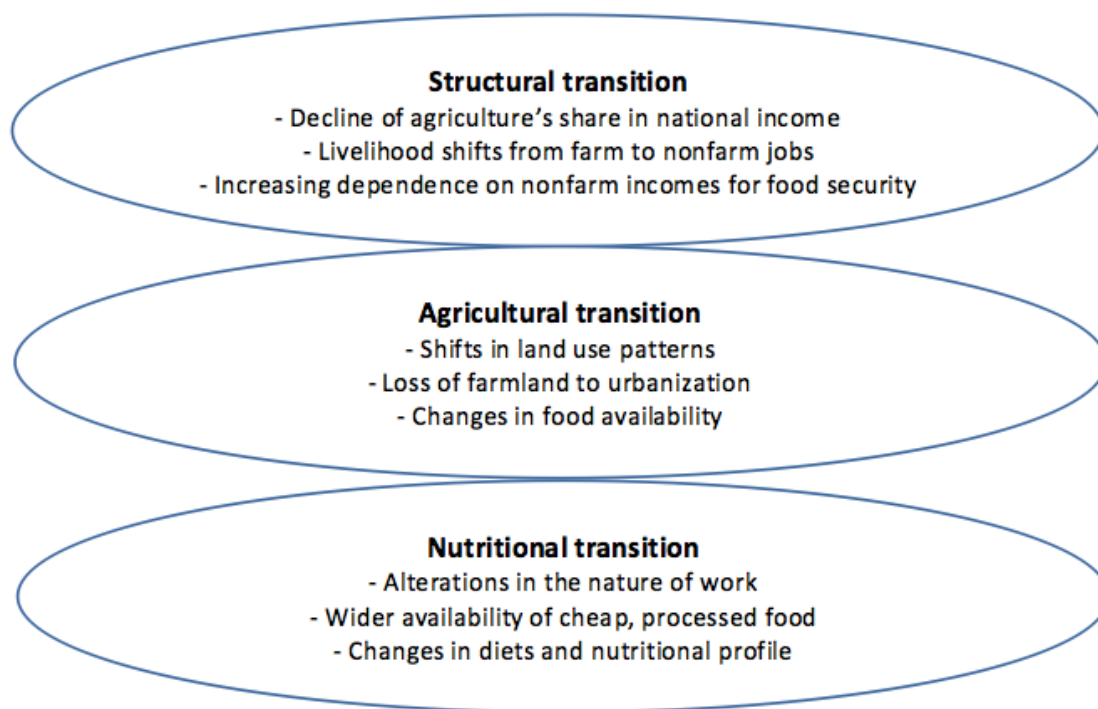 Structural transition
- Decline of agriculture’s share in national income
- Livelihood shifts from farm to nonfarm jobs
- Increasing dependence on nonfarm incomes for food security
Agricultural transition
- Shifts in land use patterns
- Loss of farmland to urbanization
- Changes in food availability
Nutritional transition
- Alterations in the nature of work
- Wider availability of cheap, processed food
- Changes in diets and nutritional profile